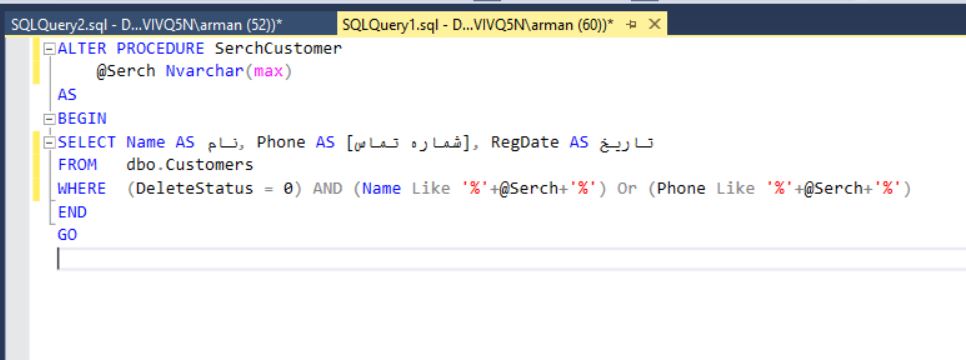 SQLQuery2.sql - D...VIVQ5N\arman (52))* SQLQuery1.sql - D...VIVQ5N\arman (60))*
ALTER PROCEDURE SerchCustomer
@Serch Nvarchar(max)
AS
BEGIN
SELECT Name AS نام, Phone AS [شماره تماس], RegDate AS تاریخ
FROM dbo.Customers
WHERE (DeleteStatus = 0) AND (Name Like '%'+@Serch+'%') Or (Phone Like '%'+@Serch+'%')
END
GO